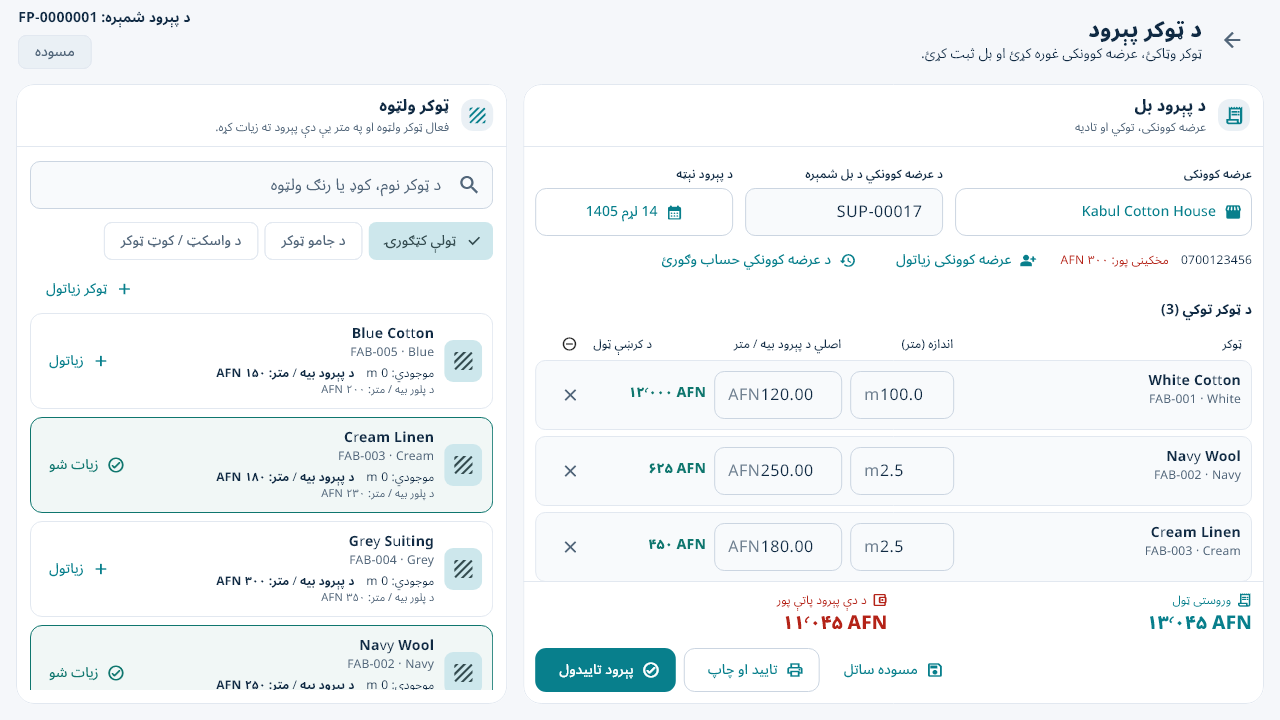 د ټوکر پېرود
ټوکر وټاکئ، عرضه کوونکی غوره کړئ او بل ثبت کړئ.
د پېرود شمېره: FP-0000001
مسوده
د پېرود بل
عرضه کوونکی، توکي او تادیه
عرضه کوونکی
د عرضه کوونکي د بل شمېره
د پېرود نېټه
Kabul Cotton House
SUP-00017
14 لړم 1405
0700123456
مخکینی پور: ۳۰۰ AFN
عرضه کوونکی زیاتول
د عرضه کوونکي حساب وګورئ
د ټوکر توکي (3)
ټوکر
اندازه (متر)
اصلي د پېرود بیه / متر
د کرښې ټول
White Cotton
FAB-001 · White
m100.0
AFN120.00
۱۲٬۰۰۰ AFN
Navy Wool
FAB-002 · Navy
m2.5
AFN250.00
۶۲۵ AFN
Cream Linen
FAB-003 · Cream
m2.5
AFN180.00
۴۵۰ AFN
وروستی ټول
۱۳٬۰۴۵ AFN
د دې پېرود پاتې پور
۱۱٬۰۴۵ AFN
مسوده ساتل
تایید او چاپ
پېرود تاییدول
ټوکر ولټوه
فعال ټوکر ولټوه او په متر یې دې پېرود ته زیات کړه.
د ټوکر نوم، کوډ یا رنګ ولټوه
ټولې کټګورۍ
د جامو ټوکر
د واسکټ / کوټ ټوکر
ټوکر زیاتول
Blue Cotton
FAB-005 · Blue
موجودي: 0 m
د پېرود بیه / متر: ۱۵۰ AFN
د پلور بیه / متر: ۲۰۰ AFN
زیاتول
Cream Linen
FAB-003 · Cream
موجودي: 0 m
د پېرود بیه / متر: ۱۸۰ AFN
د پلور بیه / متر: ۲۳۰ AFN
زیات شو
Grey Suiting
FAB-004 · Grey
موجودي: 0 m
د پېرود بیه / متر: ۳۰۰ AFN
د پلور بیه / متر: ۳۵۰ AFN
زیاتول
Navy Wool
FAB-002 · Navy
موجودي: 0 m
د پېرود بیه / متر: ۲۵۰ AFN
زیات شو